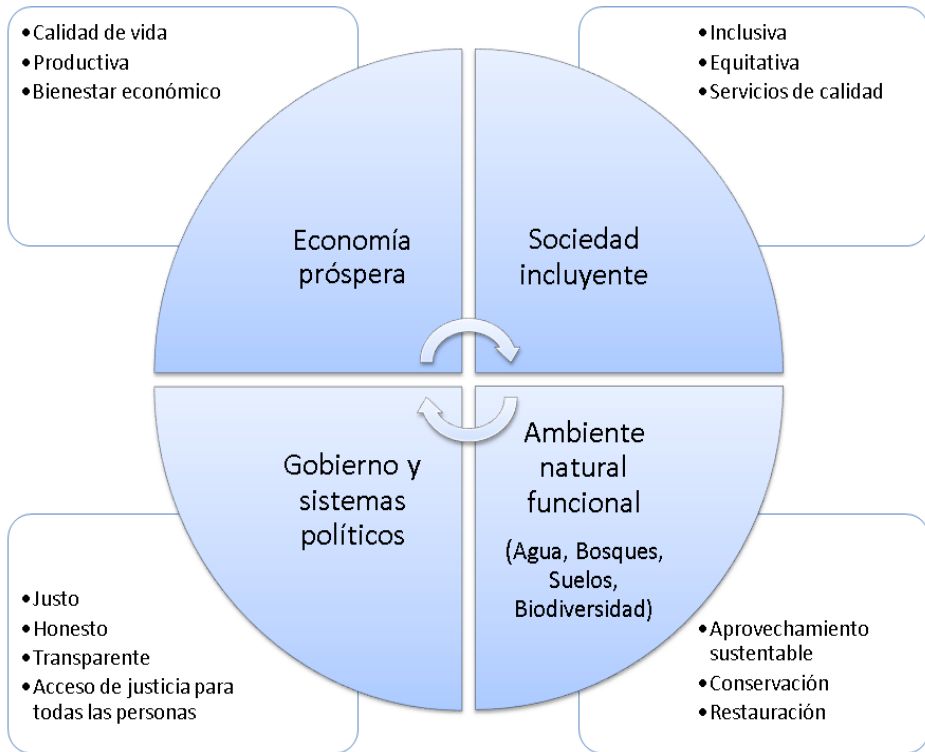 • Calidad de vida
• Productiva
• Bienestar económico
• Inclusiva
• Equitativa
• Servicios de calidad
Economía
próspera
Sociedad
incluyente
Gobierno y
sistemas
políticos
Ambiente
natural
funcional
(Agua, Bosques,
Suelos,
Biodiversidad)
• Justo
• Honesto
• Transparente
• Acceso de justicia para
todas las personas
• Aprovechamiento
sustentable
• Conservación
• Restauración